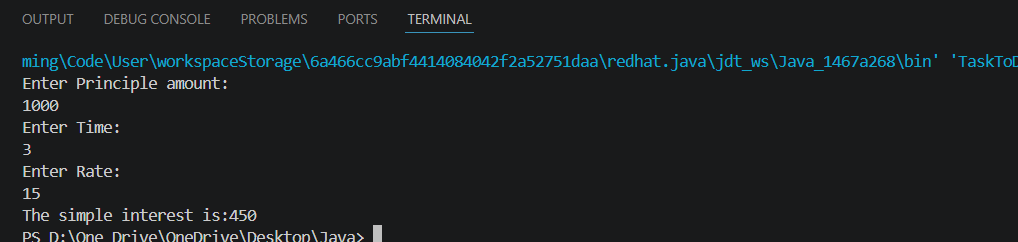 OUTPUT DEBUG CONSOLE PROBLEMS PORTS TERMINAL
ming\Code\User\workspaceStorage\6a466cc9abf4414084042f2a52751daa\redhat.java\jdt_ws\Java_1467a268\bin' 'TaskToD
Enter Principle amount:
1000
Enter Time:
3
Enter Rate:
15
The simple interest is:450
PS D:\One Drive\OneDrive\Desktop\Java>